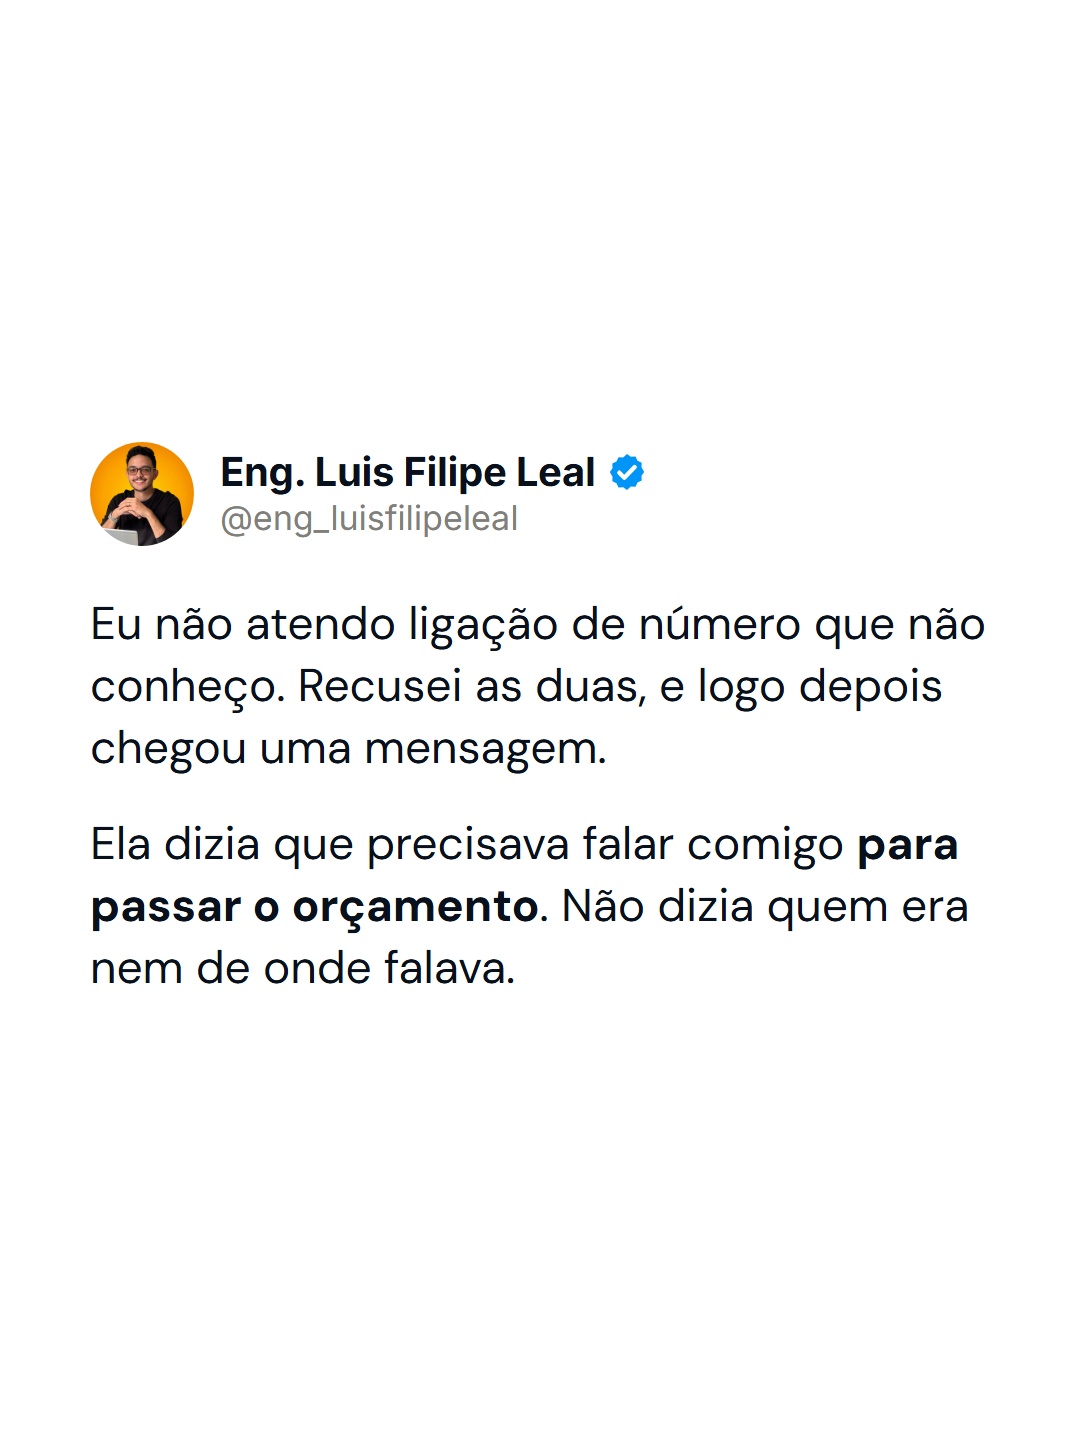 Eng. Luis Filipe Leal
@eng_luisfilipeleal
Eu não atendo ligação de número que não
conheço. Recusei as duas, e logo depois
chegou uma mensagem.
Ela dizia que precisava falar comigo para
passar o orçamento. Não dizia quem era
nem de onde falava.